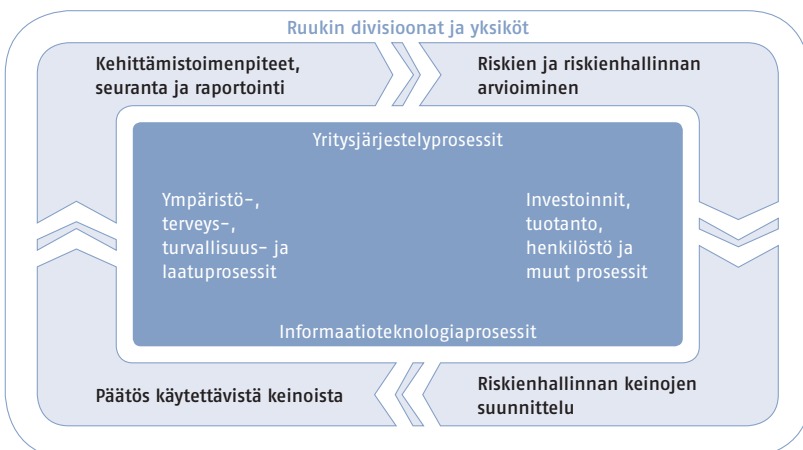 Ruukin divisioonat ja yksiköt
Kehittämistoimenpiteet,
seuranta ja raportointi
Riskien ja riskienhallinnan
arvioiminen
Yritysjärjestelyprosessit
Ympäristö-,
terveys-,
turvallisuus- ja
laatuprosessit
Investoinnit,
tuotanto,
henkilöstö ja
muut prosessit
Informaatioteknologiaprosessit
Päätös käytettävistä keinoista
Riskienhallinnan keinojen
suunnittelu